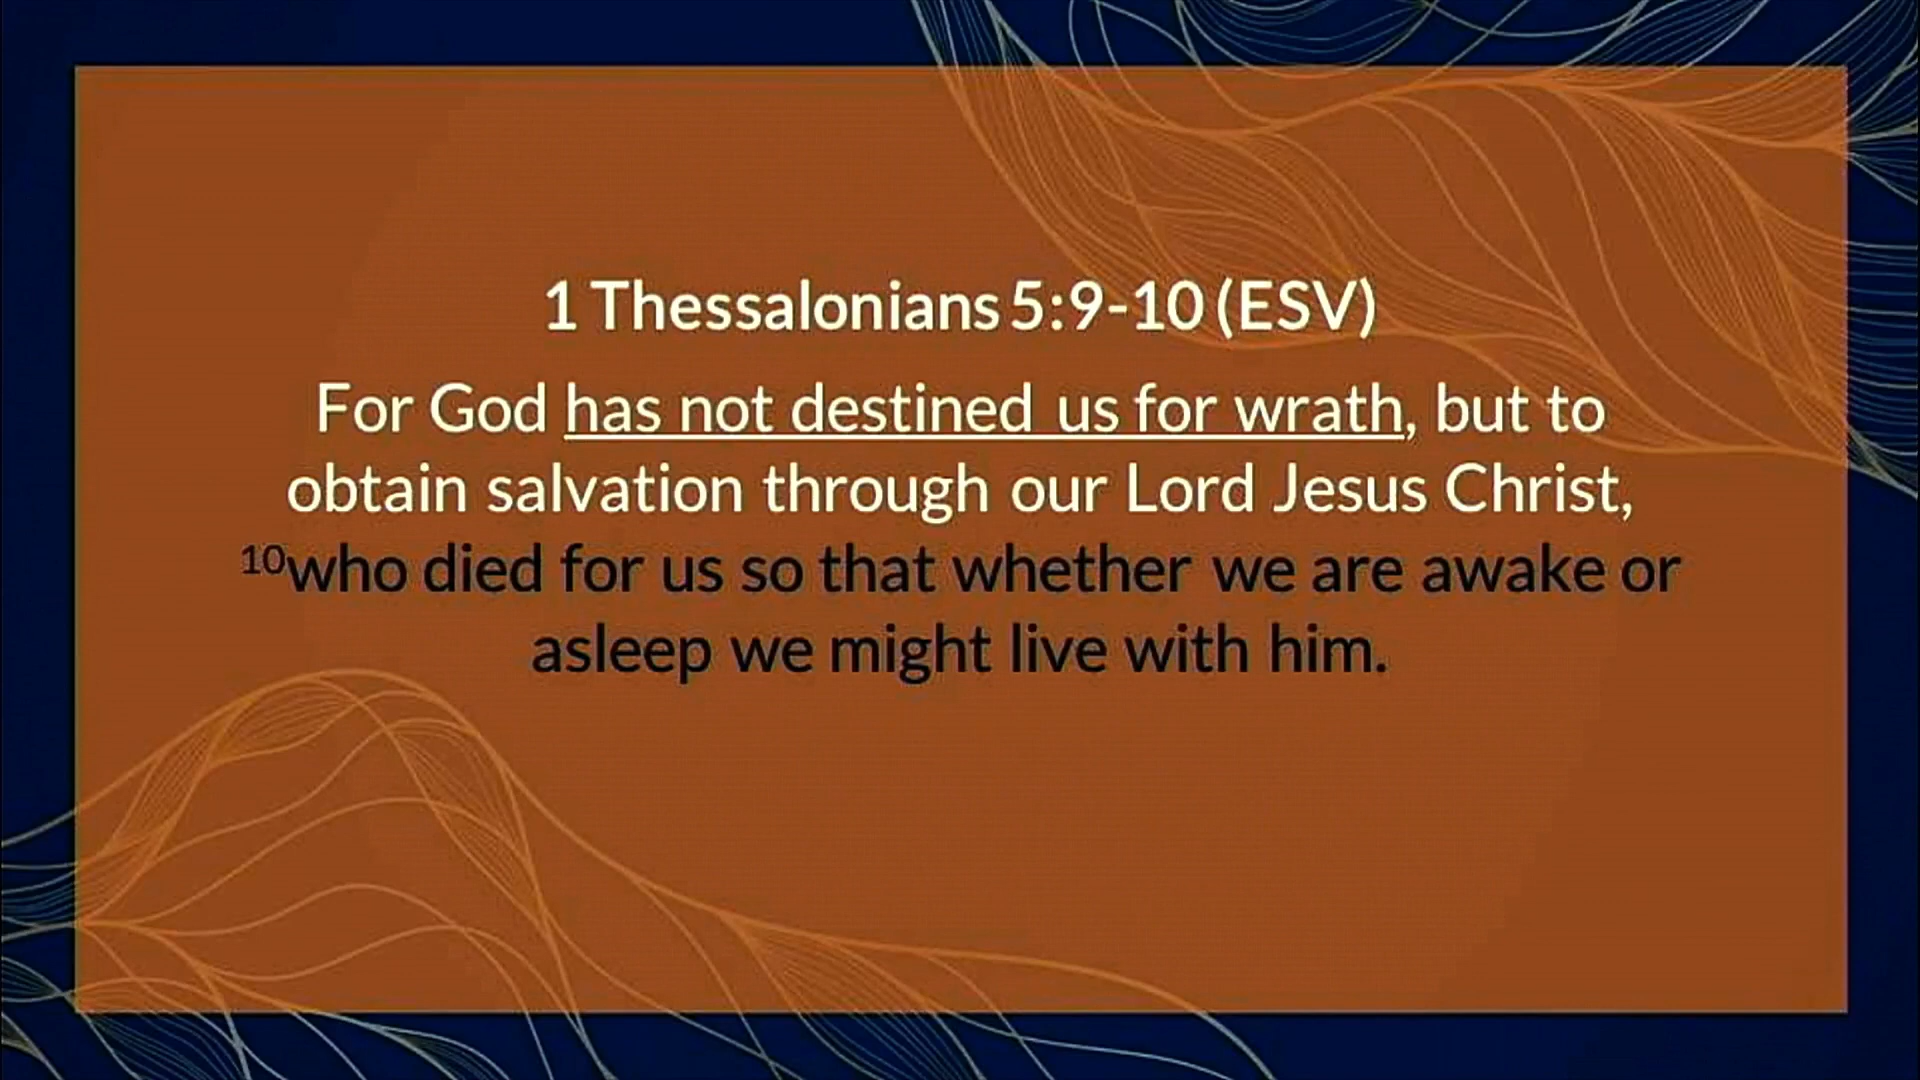 1 Thessalonians 5:9-10 (ESV)
For God has not destined us for wrath, but to
obtain salvation through our Lord Jesus Christ,
10who died for us so that whether we are awake or
asleep we might live with him.